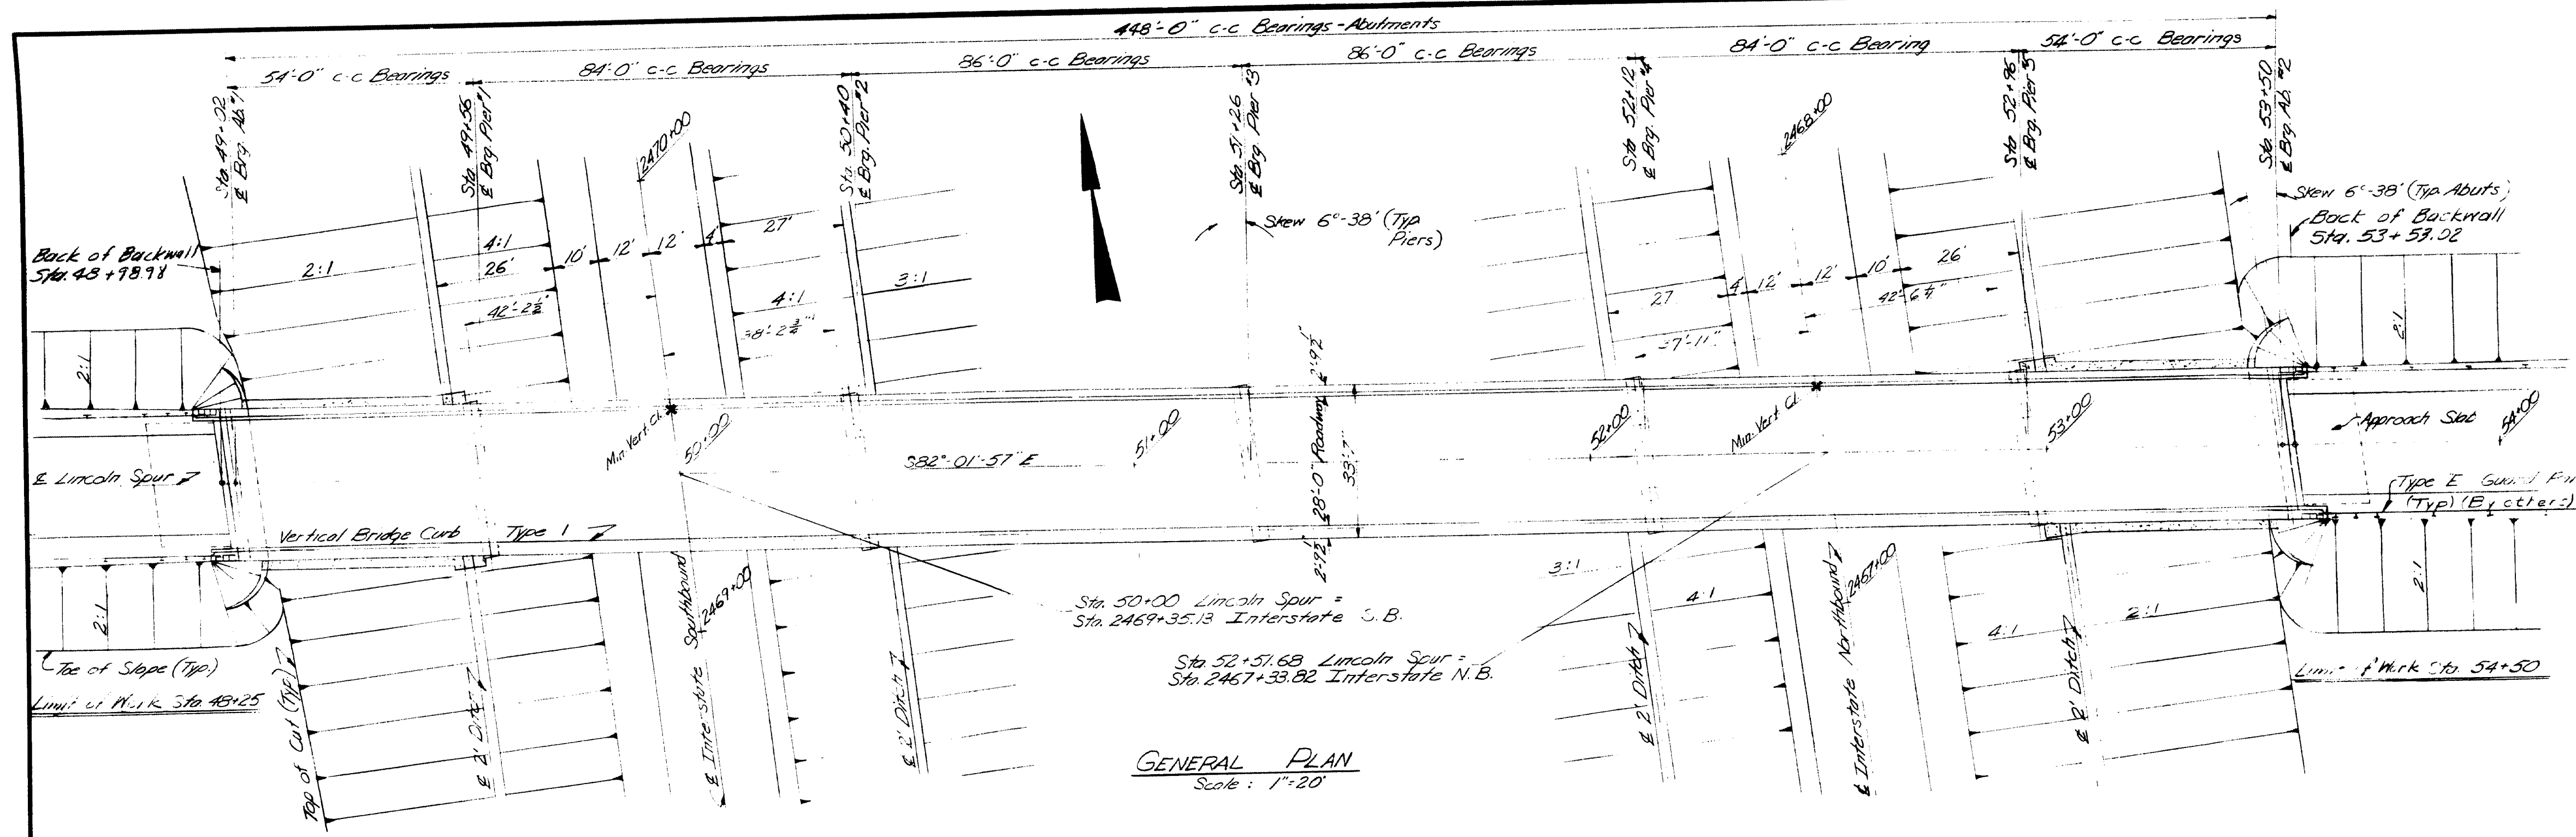 448'-0" c-c Bearings-Abutments
54'-0" c-c Bearings
84'-0" c-c Bearings
86'-0" c-c Bearings
86'-0" c-c Bearings
84'-0" c-c Bearing
54'-0" c-c Bearings
Sta. 49+02
℄ Brg. Ab. #1
Sta. 49+56
℄ Brg. Pier #1
Sta. 50+40
℄ Brg. Pier #2
Sta. 51+26
℄ Brg. Pier #3
Sta. 52+12
℄ Brg. Pier #4
Sta. 52+96
℄ Brg. Pier #5
Sta. 53+50
℄ Brg. Ab. #2
2470+00
2468+00
Back of Backwall
Sta. 48+98.98
Skew 6°-38' (Typ. Piers)
Skew 6°-38' (Typ. Abuts)
Back of Backwall
Sta. 53+53.02
2:1
4:1
26'
10'
12'
12'
4'
27'
42'-2½"
4:1
38'-2¾"
3:1
27
4'
12'
12'
10'
26'
37'-11"
42'-6¼"
2:1
2:1
Min. Vert. Cl.
50+00
S82°-01'-57"E
51+00
2'-9½"
28'-0" Roadway
33'-7"
2'-9½"
52+00
Min. Vert. Cl.
53+00
Approach Slab
54+00
℄ Lincoln Spur
Type E Guard
(Typ) (By others)
Vertical Bridge Curb Type 1
2:1
Toe of Slope (Typ.)
Limit of Work Sta. 48+25
Top of Cut (Typ)
℄ 2' Ditch
℄ Interstate Southbound
2469+00
℄ 2' Ditch
Sta. 50+00 Lincoln Spur =
Sta. 2469+35.13 Interstate S.B.
Sta. 52+51.68 Lincoln Spur =
Sta. 2467+33.82 Interstate N.B.
3:1
4:1
℄ 2' Ditch
℄ Interstate Northbound
2467+00
4:1
2:1
℄ 2' Ditch
2:1
Limit of Work Sta. 54+50
GENERAL PLAN
Scale: 1"=20'